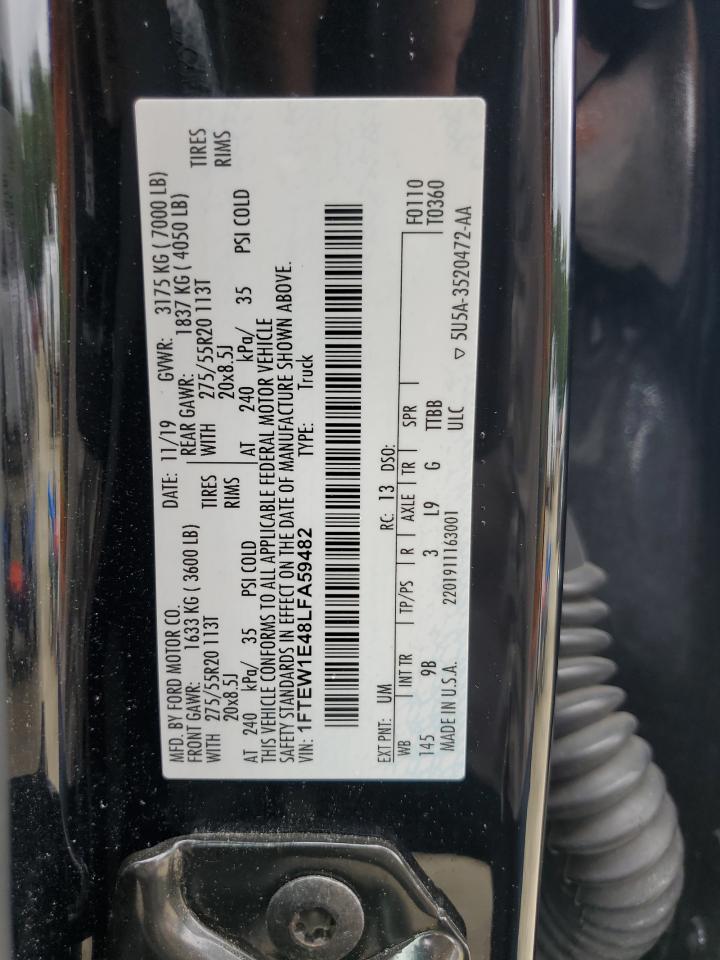 MFD. BY FORD MOTOR CO. DATE: 11/19 GVWR: 3175 KG ( 7000 LB)
FRONT GAWR: 1633 KG ( 3600 LB) REAR GAWR: 1837 KG ( 4050 LB)
WITH 275/55R20 113T TIRES WITH 275/55R20 113T TIRES
20x8.5J RIMS 20x8.5J RIMS
AT 240 kPa/ 35 PSI COLD AT 240 kPa/ 35 PSI COLD
THIS VEHICLE CONFORMS TO ALL APPLICABLE FEDERAL MOTOR VEHICLE
SAFETY STANDARDS IN EFFECT ON THE DATE OF MANUFACTURE SHOWN ABOVE.
VIN: 1FTEW1E48LFA59482 TYPE: Truck
EXT PNT: UM RC: 13 DSO: F0110
WB INT TR TP/PS R AXLE TR SPR T0360
145 9B 3 L9 G TTBB
MADE IN U.S.A. 2201911163001 ULC ▽ 5U5A-3520472-AA